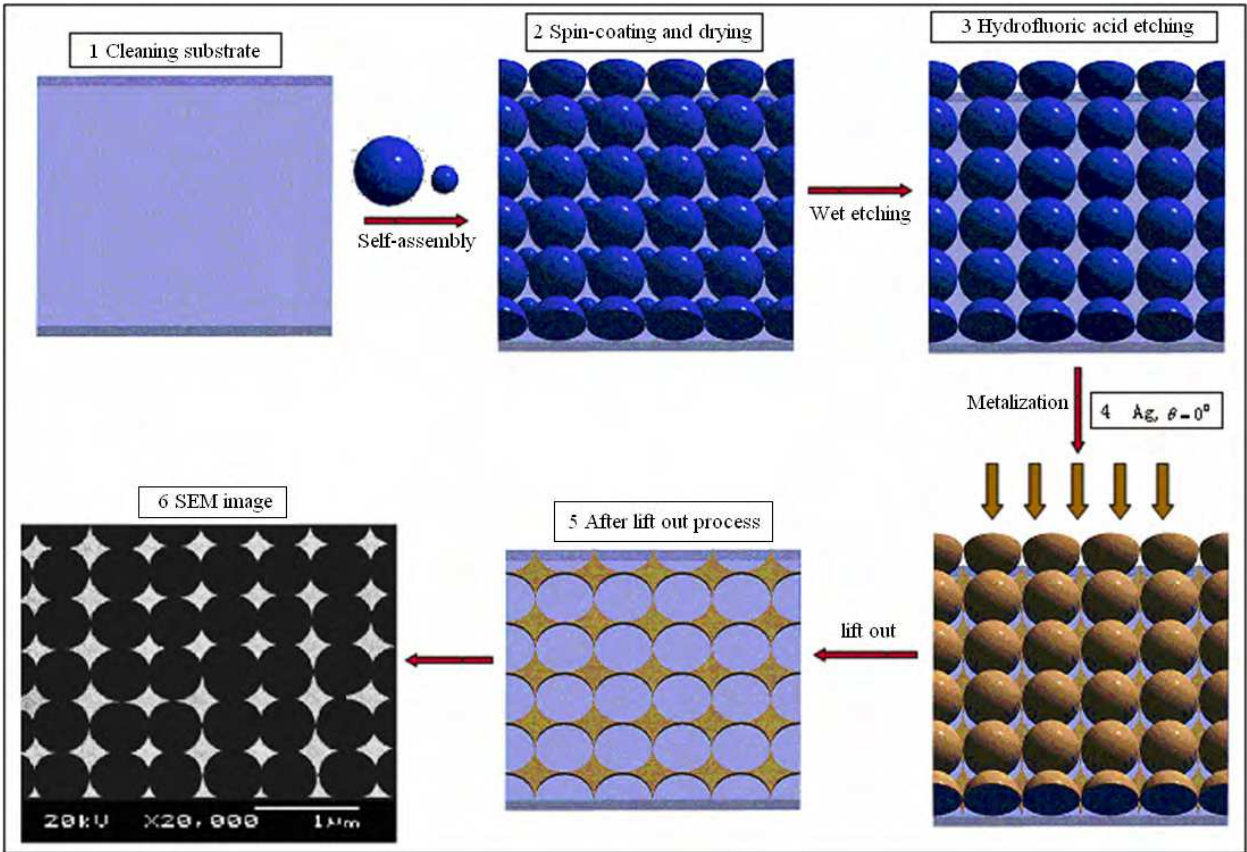 1 Cleaning substrate
2 Spin-coating and drying
3 Hydrofluoric acid etching
Self-assembly
Wet etching
Metalization
4 Ag, θ=0°
6 SEM image
5 After lift out process
lift out
20kV X20,000 1μm